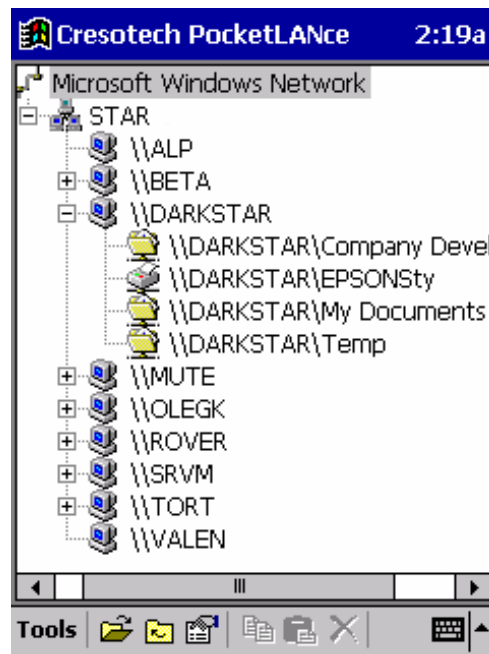 Cresotech PocketLANce 2:19a
Microsoft Windows Network
STAR
\\ALP
\\BETA
\\DARKSTAR
\\DARKSTAR\Company Devel
\\DARKSTAR\EPSONSty
\\DARKSTAR\My Documents
\\DARKSTAR\Temp
\\MUTE
\\OLEGK
\\ROVER
\\SRVM
\\TORT
\\VALEN
Tools